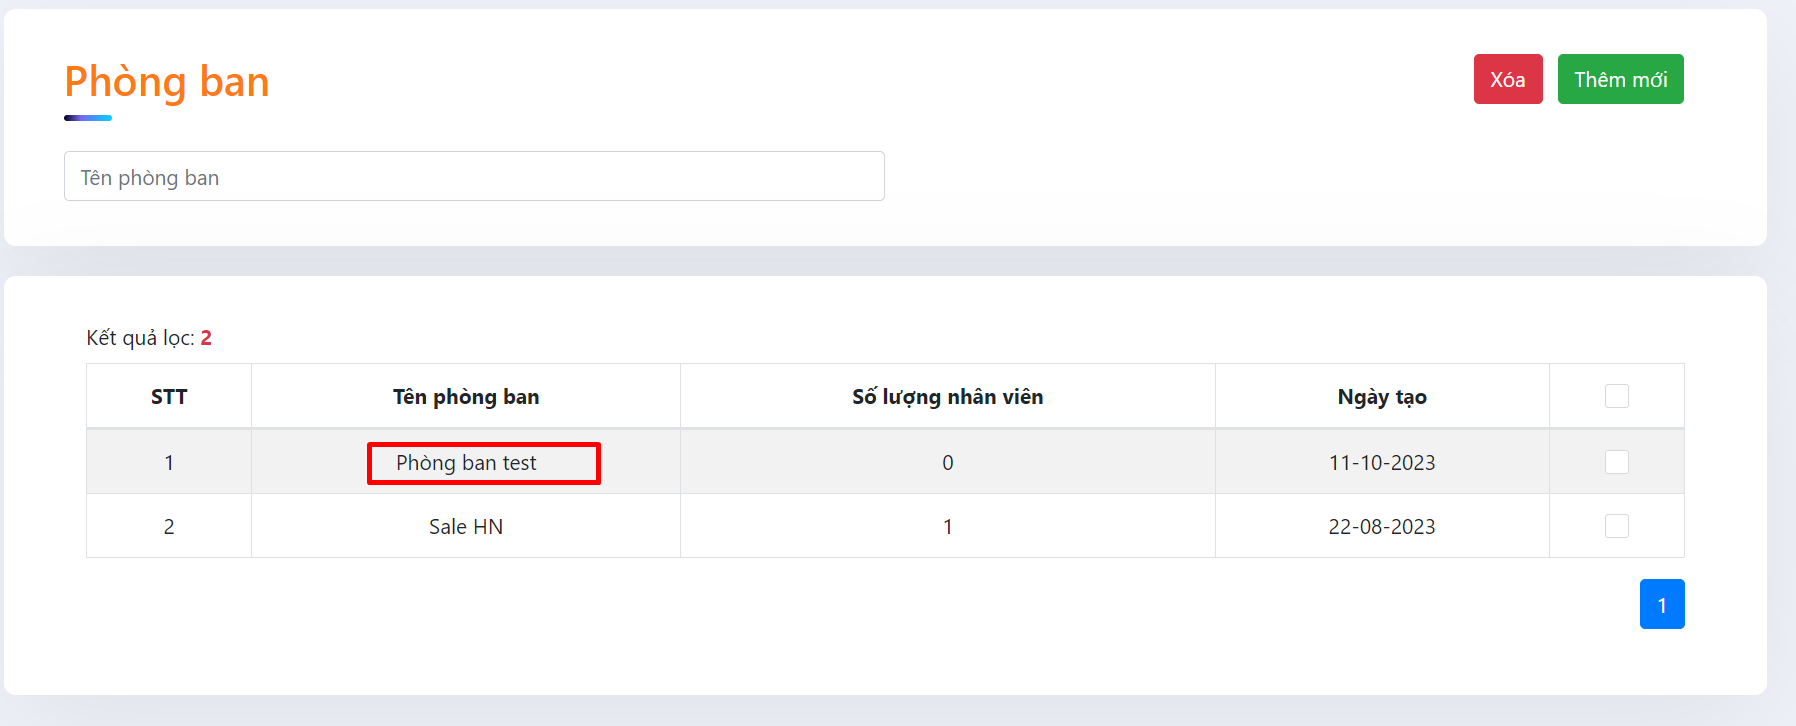 Phòng ban
Xóa
Thêm mới
Tên phòng ban
Kết quả lọc: 2
STT Tên phòng ban Số lượng nhân viên Ngày tạo
1 Phòng ban test 0 11-10-2023
2 Sale HN 1 22-08-2023
1